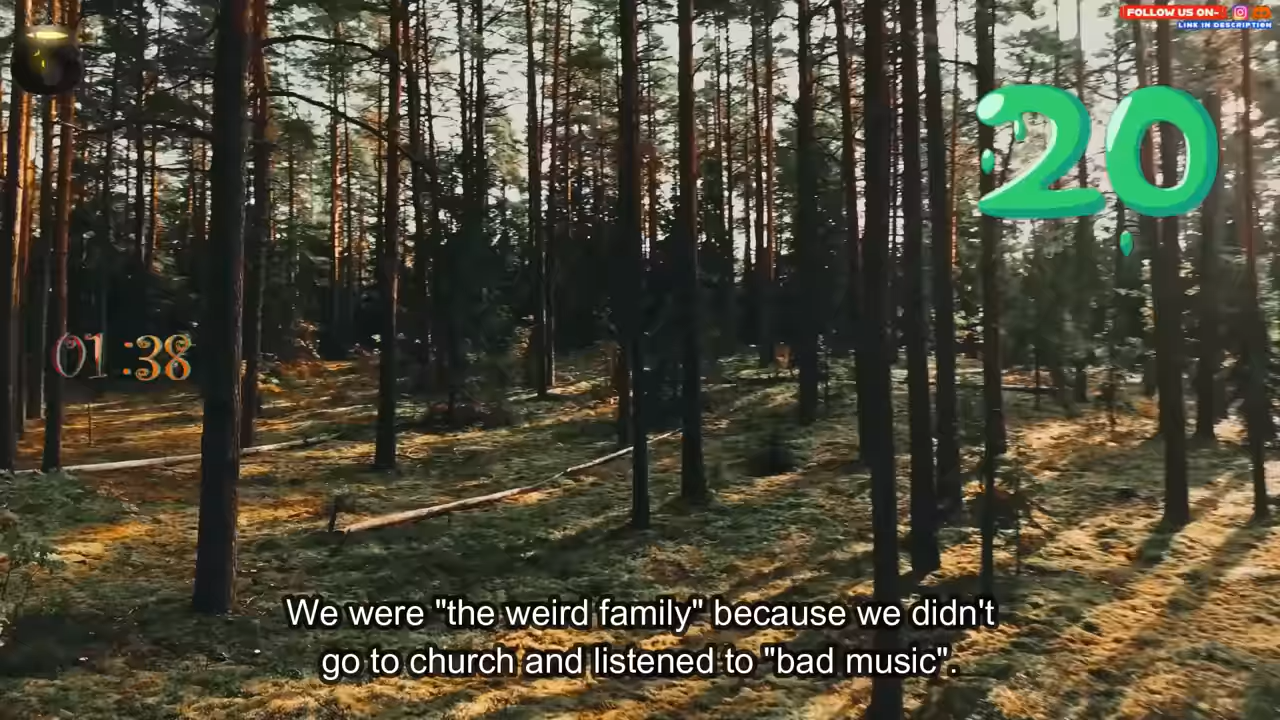 FOLLOW US ON-
LINK IN DESCRIPTION
20
01:38
We were "the weird family" because we didn't
go to church and listened to "bad music".